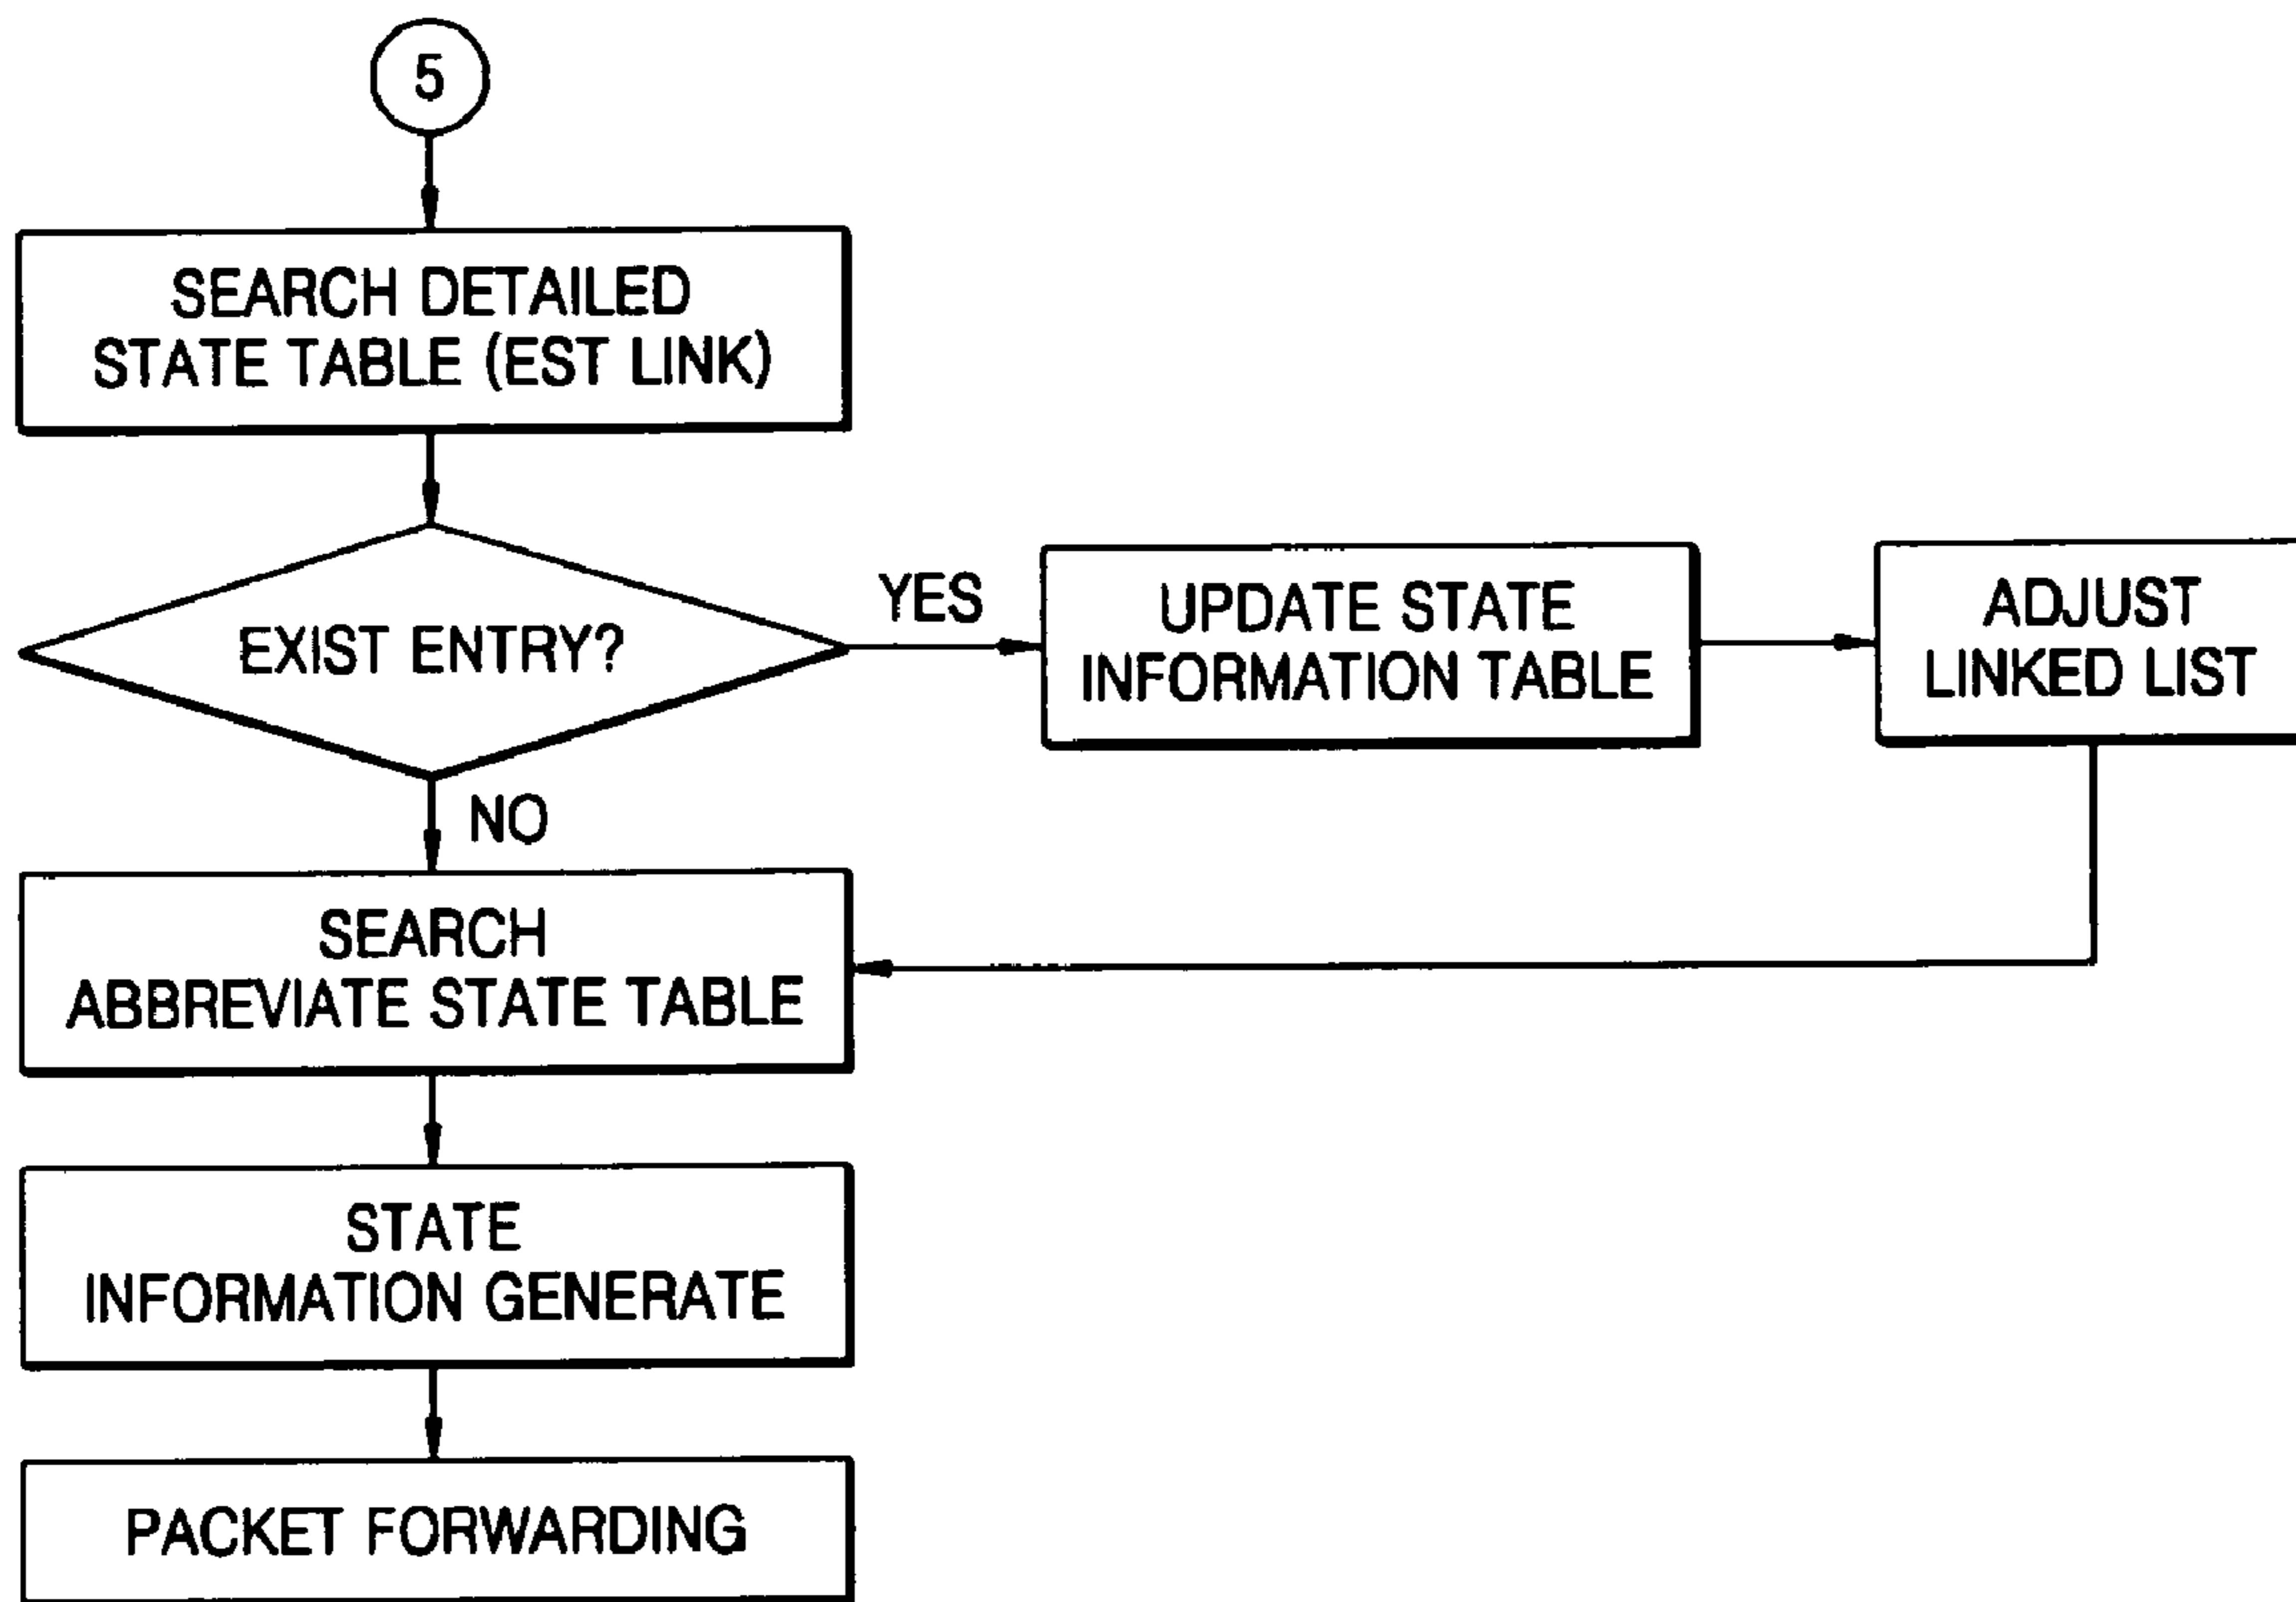 5
SEARCH DETAILED
STATE TABLE (EST LINK)
EXIST ENTRY?
YES
UPDATE STATE
INFORMATION TABLE
ADJUST
LINKED LIST
NO
SEARCH
ABBREVIATE STATE TABLE
STATE
INFORMATION GENERATE
PACKET FORWARDING